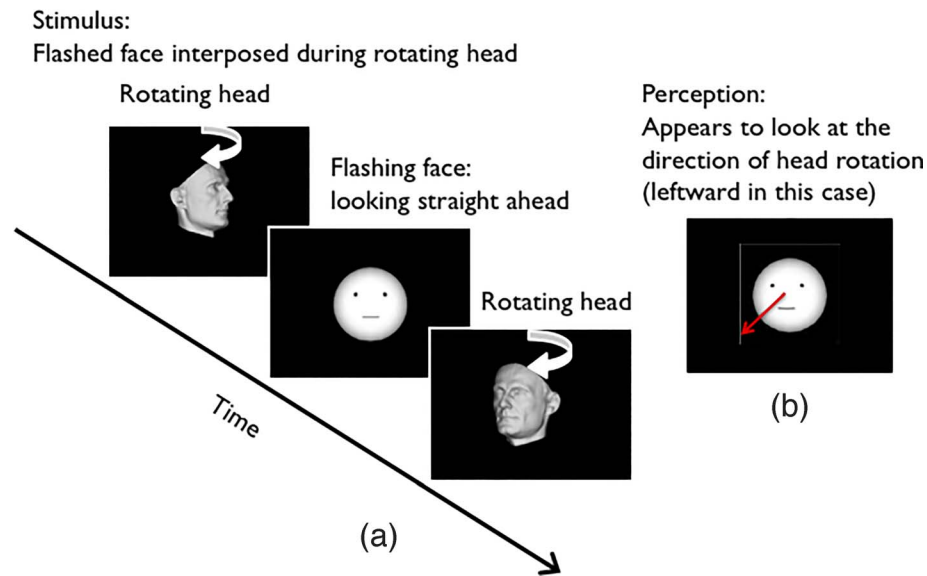 Stimulus:
Flashed face interposed during rotating head
Rotating head
Flashing face:
looking straight ahead
Rotating head
Time
(a)
Perception:
Appears to look at the
direction of head rotation
(leftward in this case)
(b)